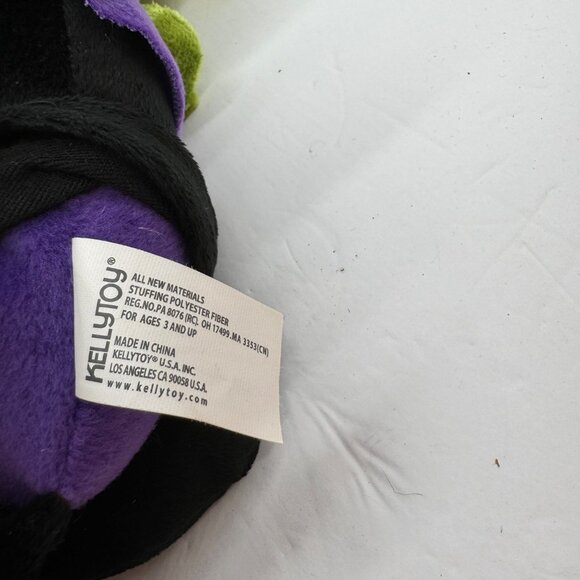 KELLYTOY®
ALL NEW MATERIALS
STUFFING POLYESTER FIBER
REG.NO.PA 8076 (RC). OH 17499.MA 3353(CN)
FOR AGES 3 AND UP
MADE IN CHINA
KELLYTOY® U.S.A. INC.
LOS ANGELES CA 90058 U.S.A.
www.kellytoy.com